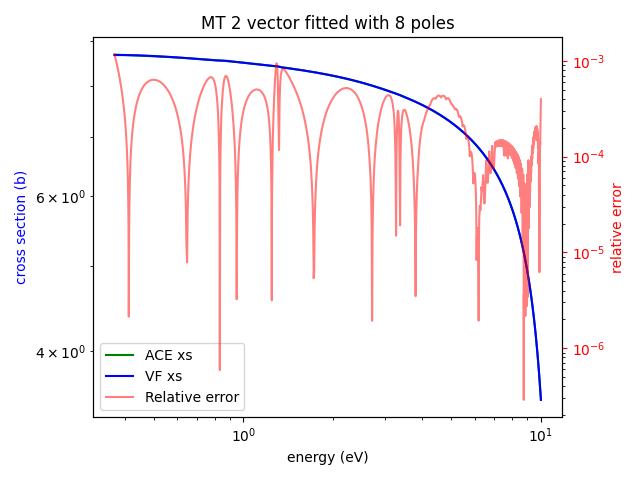 MT 2 vector fitted with 8 poles
cross section (b)
6 × 10⁰
4 × 10⁰
10⁻³
10⁻⁴
10⁻⁵
10⁻⁶
relative error
ACE xs
VF xs
Relative error
10⁰
10¹
energy (eV)